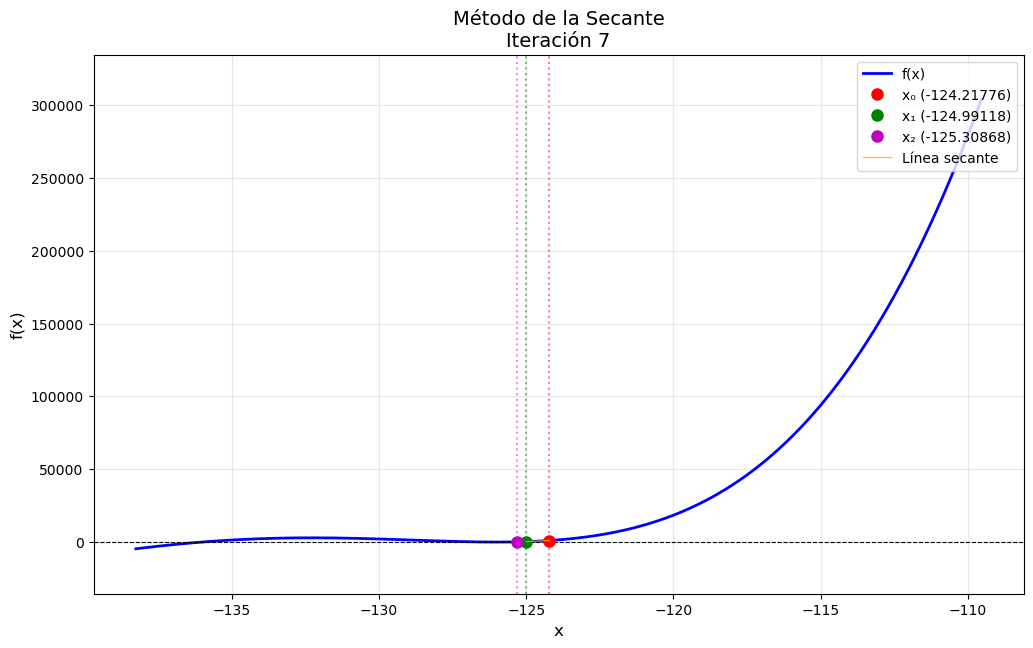 Método de la Secante
Iteración 7
f(x)
x₀ (-124.21776)
x₁ (-124.99118)
x₂ (-125.30868)
Línea secante
300000
250000
200000
150000
100000
50000
0
f(x)
−135
−130
−125
−120
−115
−110
x